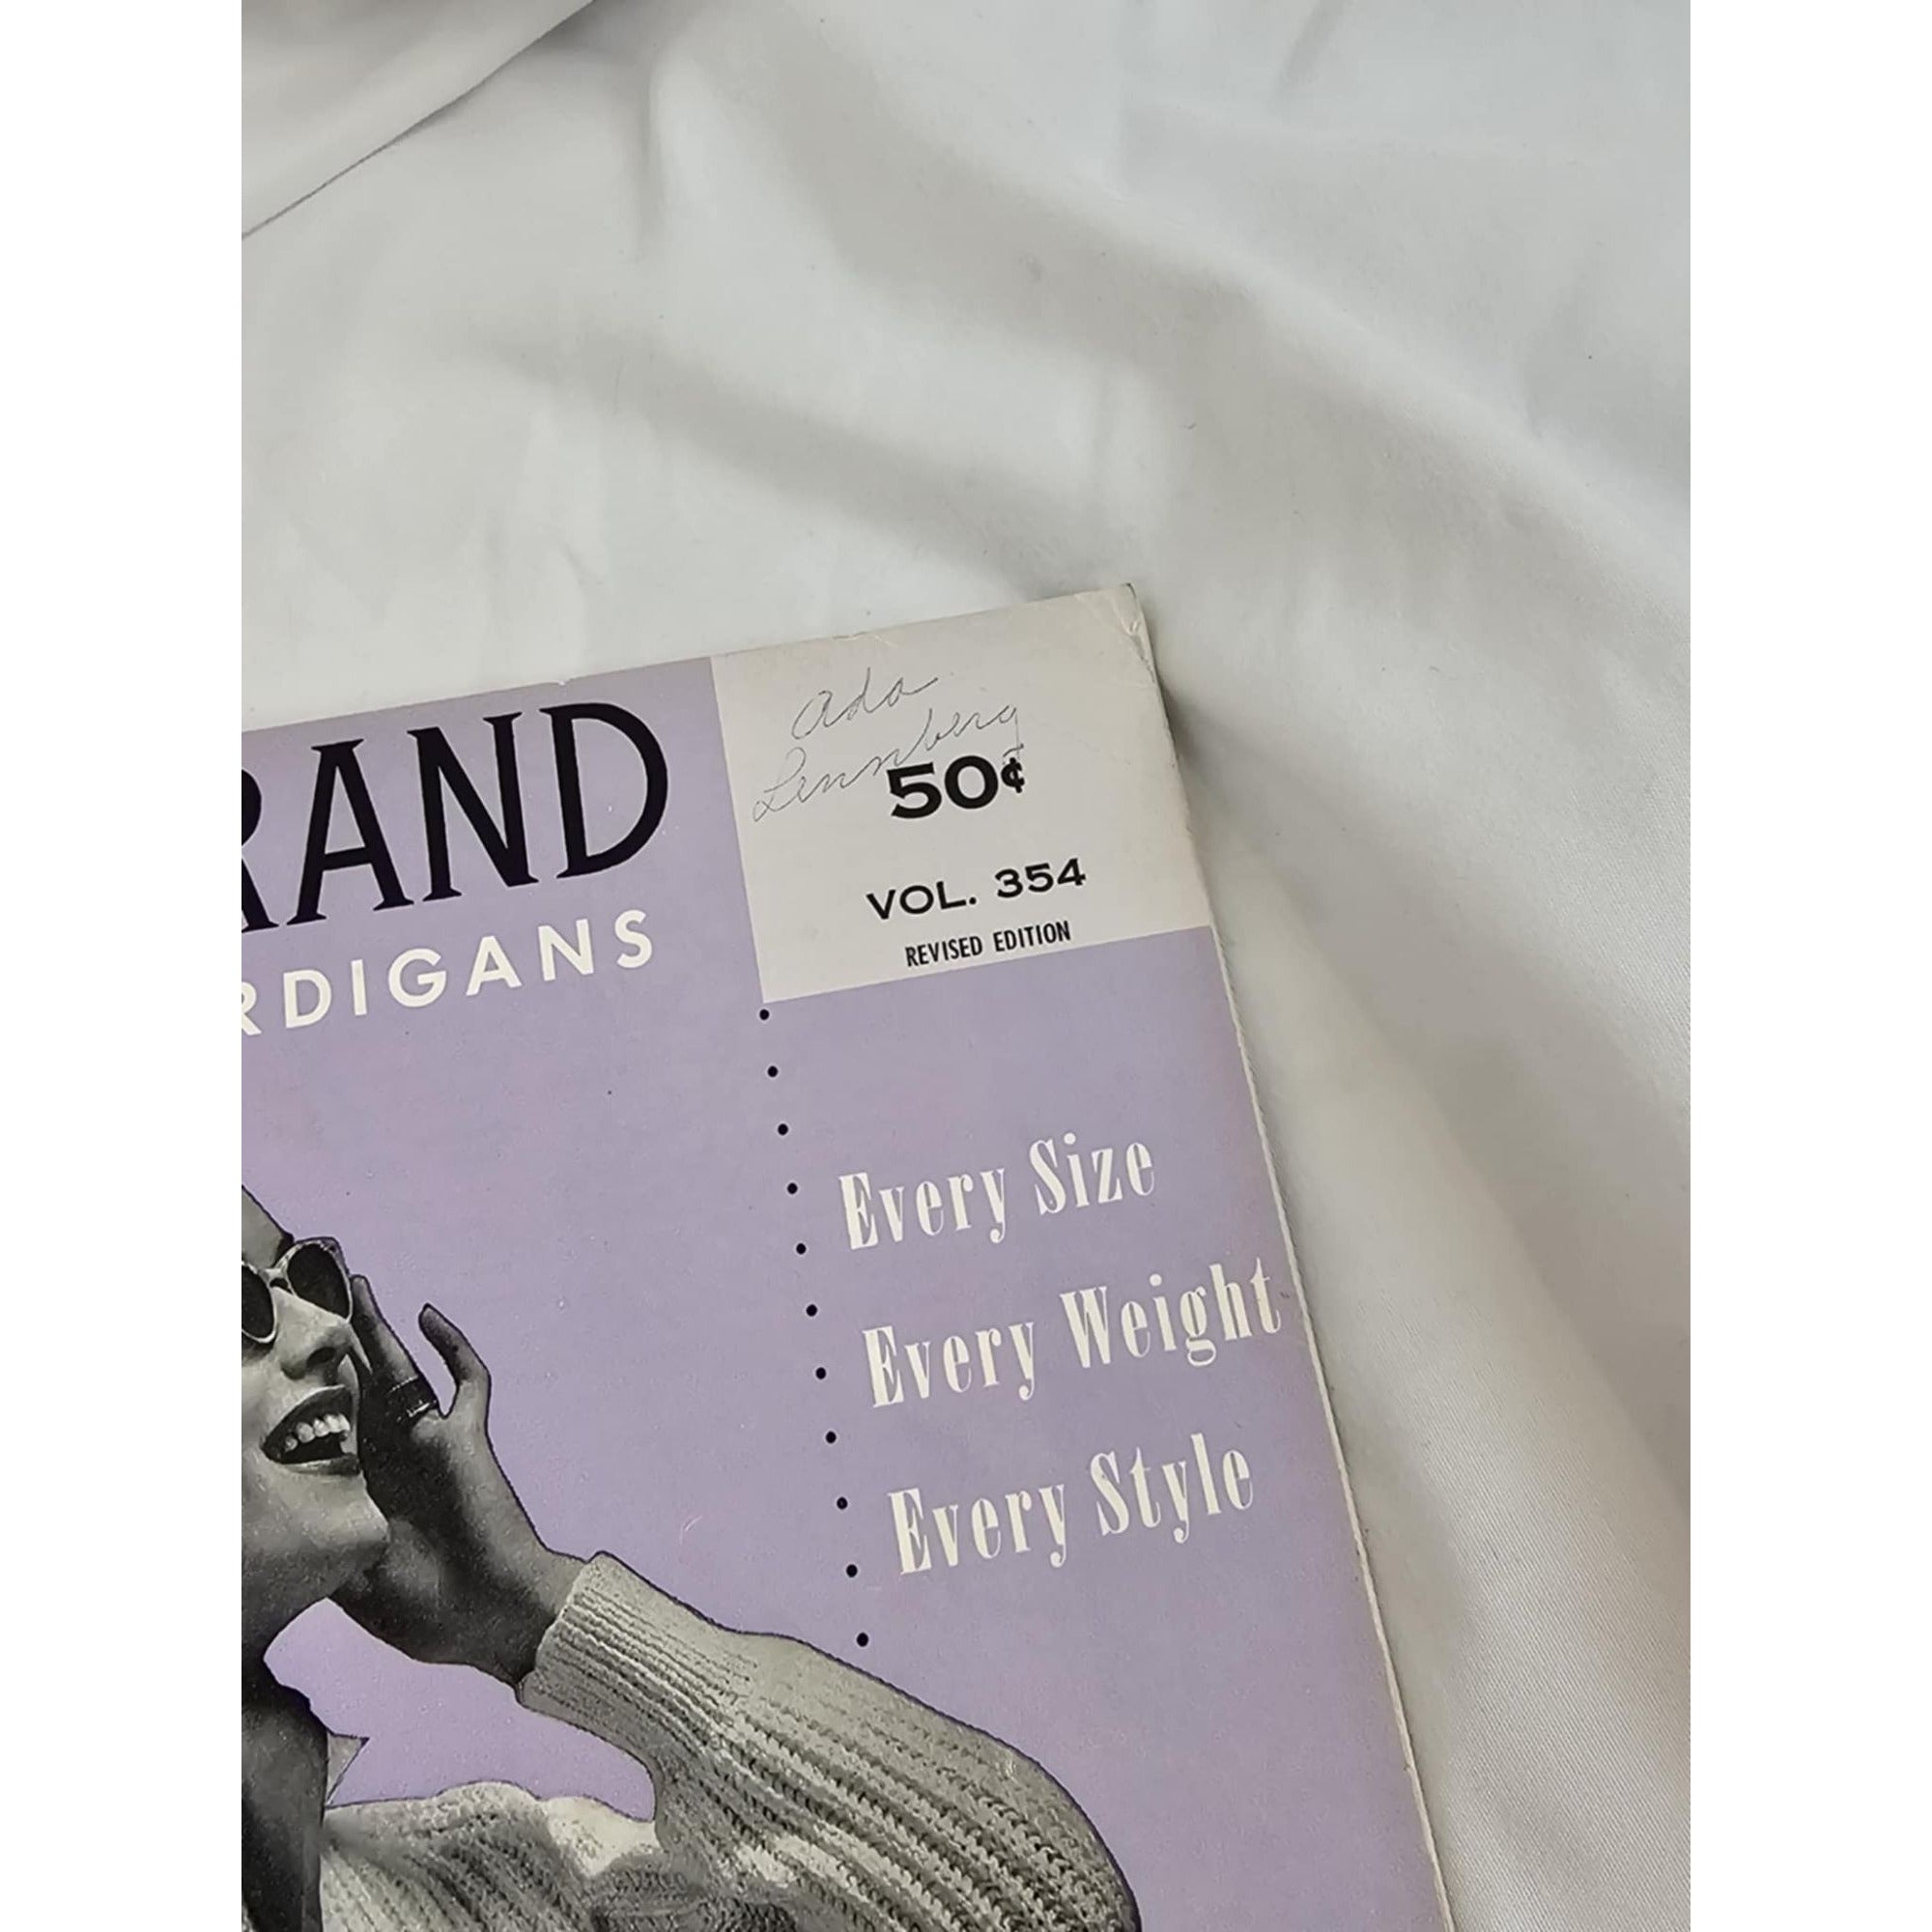 Ada
Lennberg
50¢
VOL. 354
REVISED EDITION
RAND
RDIGANS
Every Size
Every Weight
Every Style